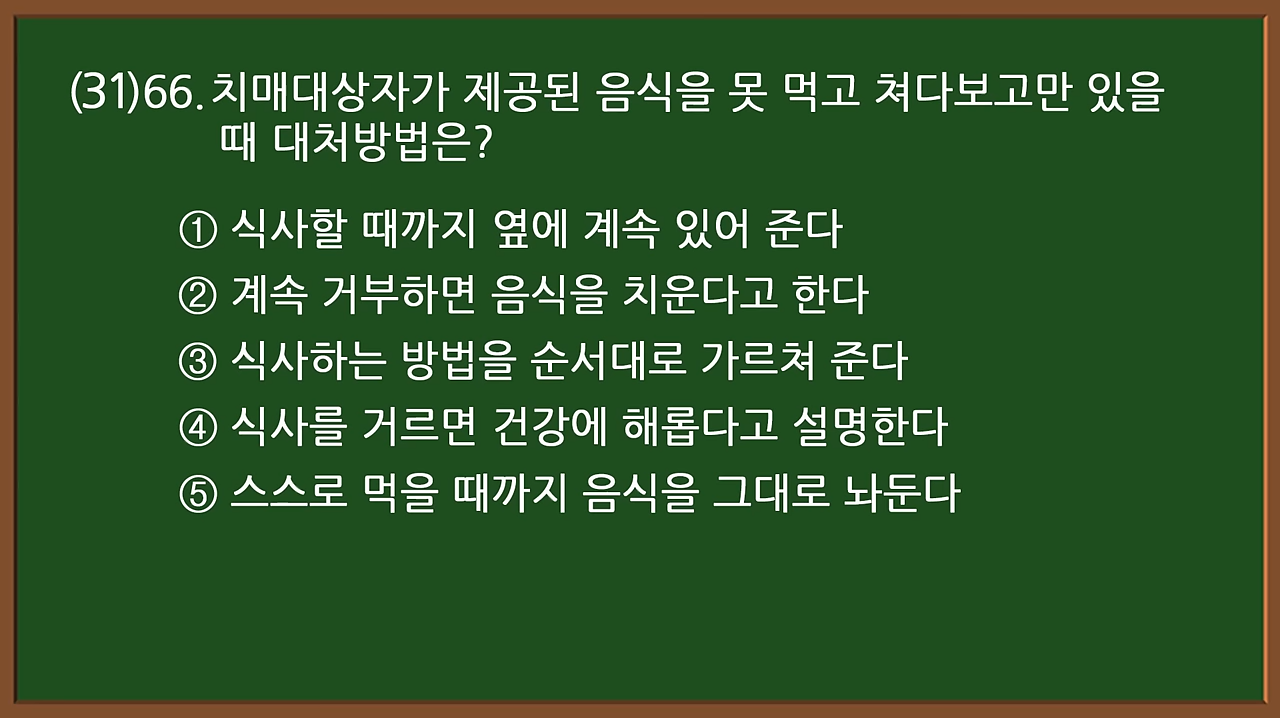 (31)66. 치매대상자가 제공된 음식을 못 먹고 쳐다보고만 있을
때 대처방법은?
① 식사할 때까지 옆에 계속 있어 준다
② 계속 거부하면 음식을 치운다고 한다
③ 식사하는 방법을 순서대로 가르쳐 준다
④ 식사를 거르면 건강에 해롭다고 설명한다
⑤ 스스로 먹을 때까지 음식을 그대로 놔둔다